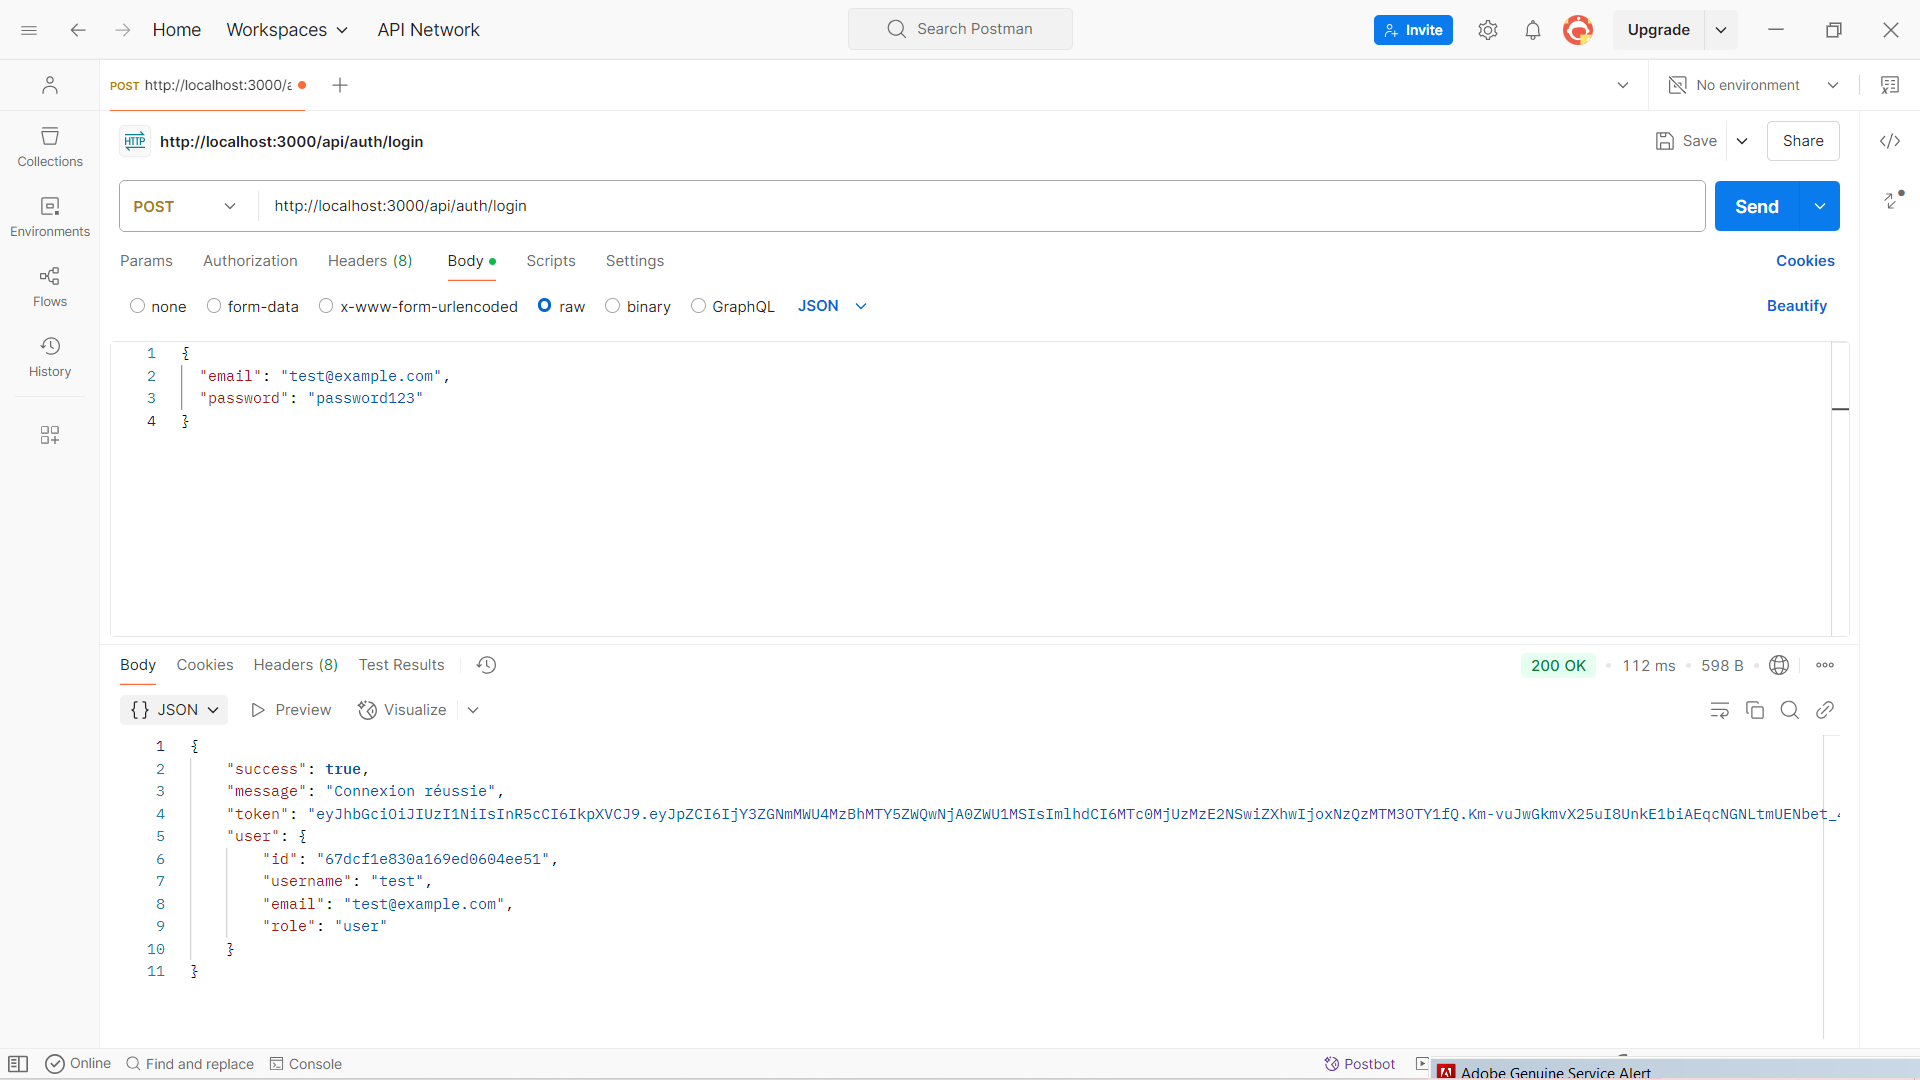 Home Workspaces API Network Search Postman Invite Upgrade
POST http://localhost:3000/a No environment
HTTP http://localhost:3000/api/auth/login Save Share
Collections
POST http://localhost:3000/api/auth/login Send
Environments
Params Authorization Headers (8) Body Scripts Settings Cookies
Flows
none form-data x-www-form-urlencoded raw binary GraphQL JSON Beautify
History
1 {
2 "email": "test@example.com",
3 "password": "password123"
4 }
Body Cookies Headers (8) Test Results 200 OK 112 ms 598 B
{} JSON Preview Visualize
1 {
2 "success": true,
3 "message": "Connexion réussie",
4 "token": "eyJhbGciOiJIUzI1NiIsInR5cCI6IkpXVCJ9.eyJpZCI6IjY3ZGNmMWU4MzBhMTY5ZWQwNjA0ZWU1MSIsImlhdCI6MTc0MjUzMzE2NSwiZXhwIjoxNzQzMTM3OTY1fQ.Km-vuJwGkmvX25uI8UnkE1biAEqcNGNLtmUENbet_4
5 "user": {
6 "id": "67dcf1e830a169ed0604ee51",
7 "username": "test",
8 "email": "test@example.com",
9 "role": "user"
10 }
11 }
Online Find and replace Console Postbot
Adobe Genuine Service Alert